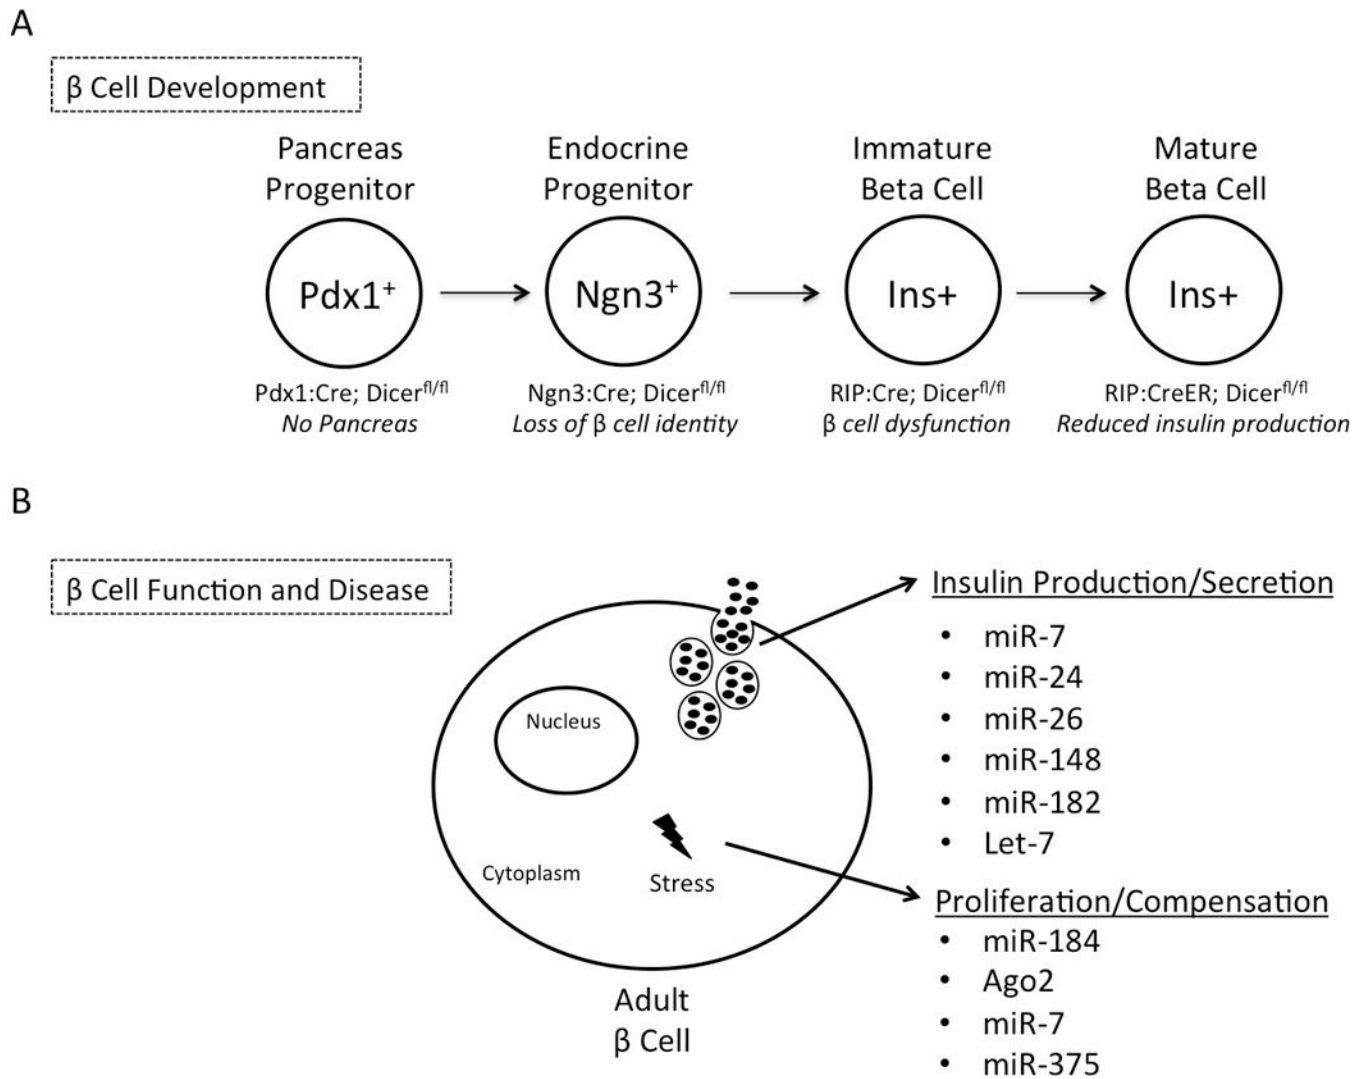 A
β Cell Development
Pancreas
Progenitor
Endocrine
Progenitor
Immature
Beta Cell
Mature
Beta Cell
Pdx1⁺
Ngn3⁺
Ins+
Ins+
Pdx1:Cre; Dicerᶠˡ/ᶠˡ
No Pancreas
Ngn3:Cre; Dicerᶠˡ/ᶠˡ
Loss of β cell identity
RIP:Cre; Dicerᶠˡ/ᶠˡ
β cell dysfunction
RIP:CreER; Dicerᶠˡ/ᶠˡ
Reduced insulin production
B
β Cell Function and Disease
Nucleus
Cytoplasm
Stress
Adult
β Cell
Insulin Production/Secretion
• miR-7
• miR-24
• miR-26
• miR-148
• miR-182
• Let-7
Proliferation/Compensation
• miR-184
• Ago2
• miR-7
• miR-375